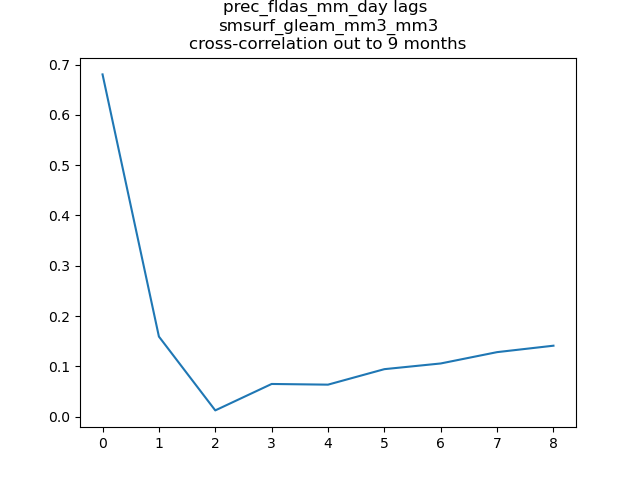 prec_fldas_mm_day lags
smsurf_gleam_mm3_mm3
cross-correlation out to 9 months
0.7
0.6
0.5
0.4
0.3
0.2
0.1
0.0
0 1 2 3 4 5 6 7 8